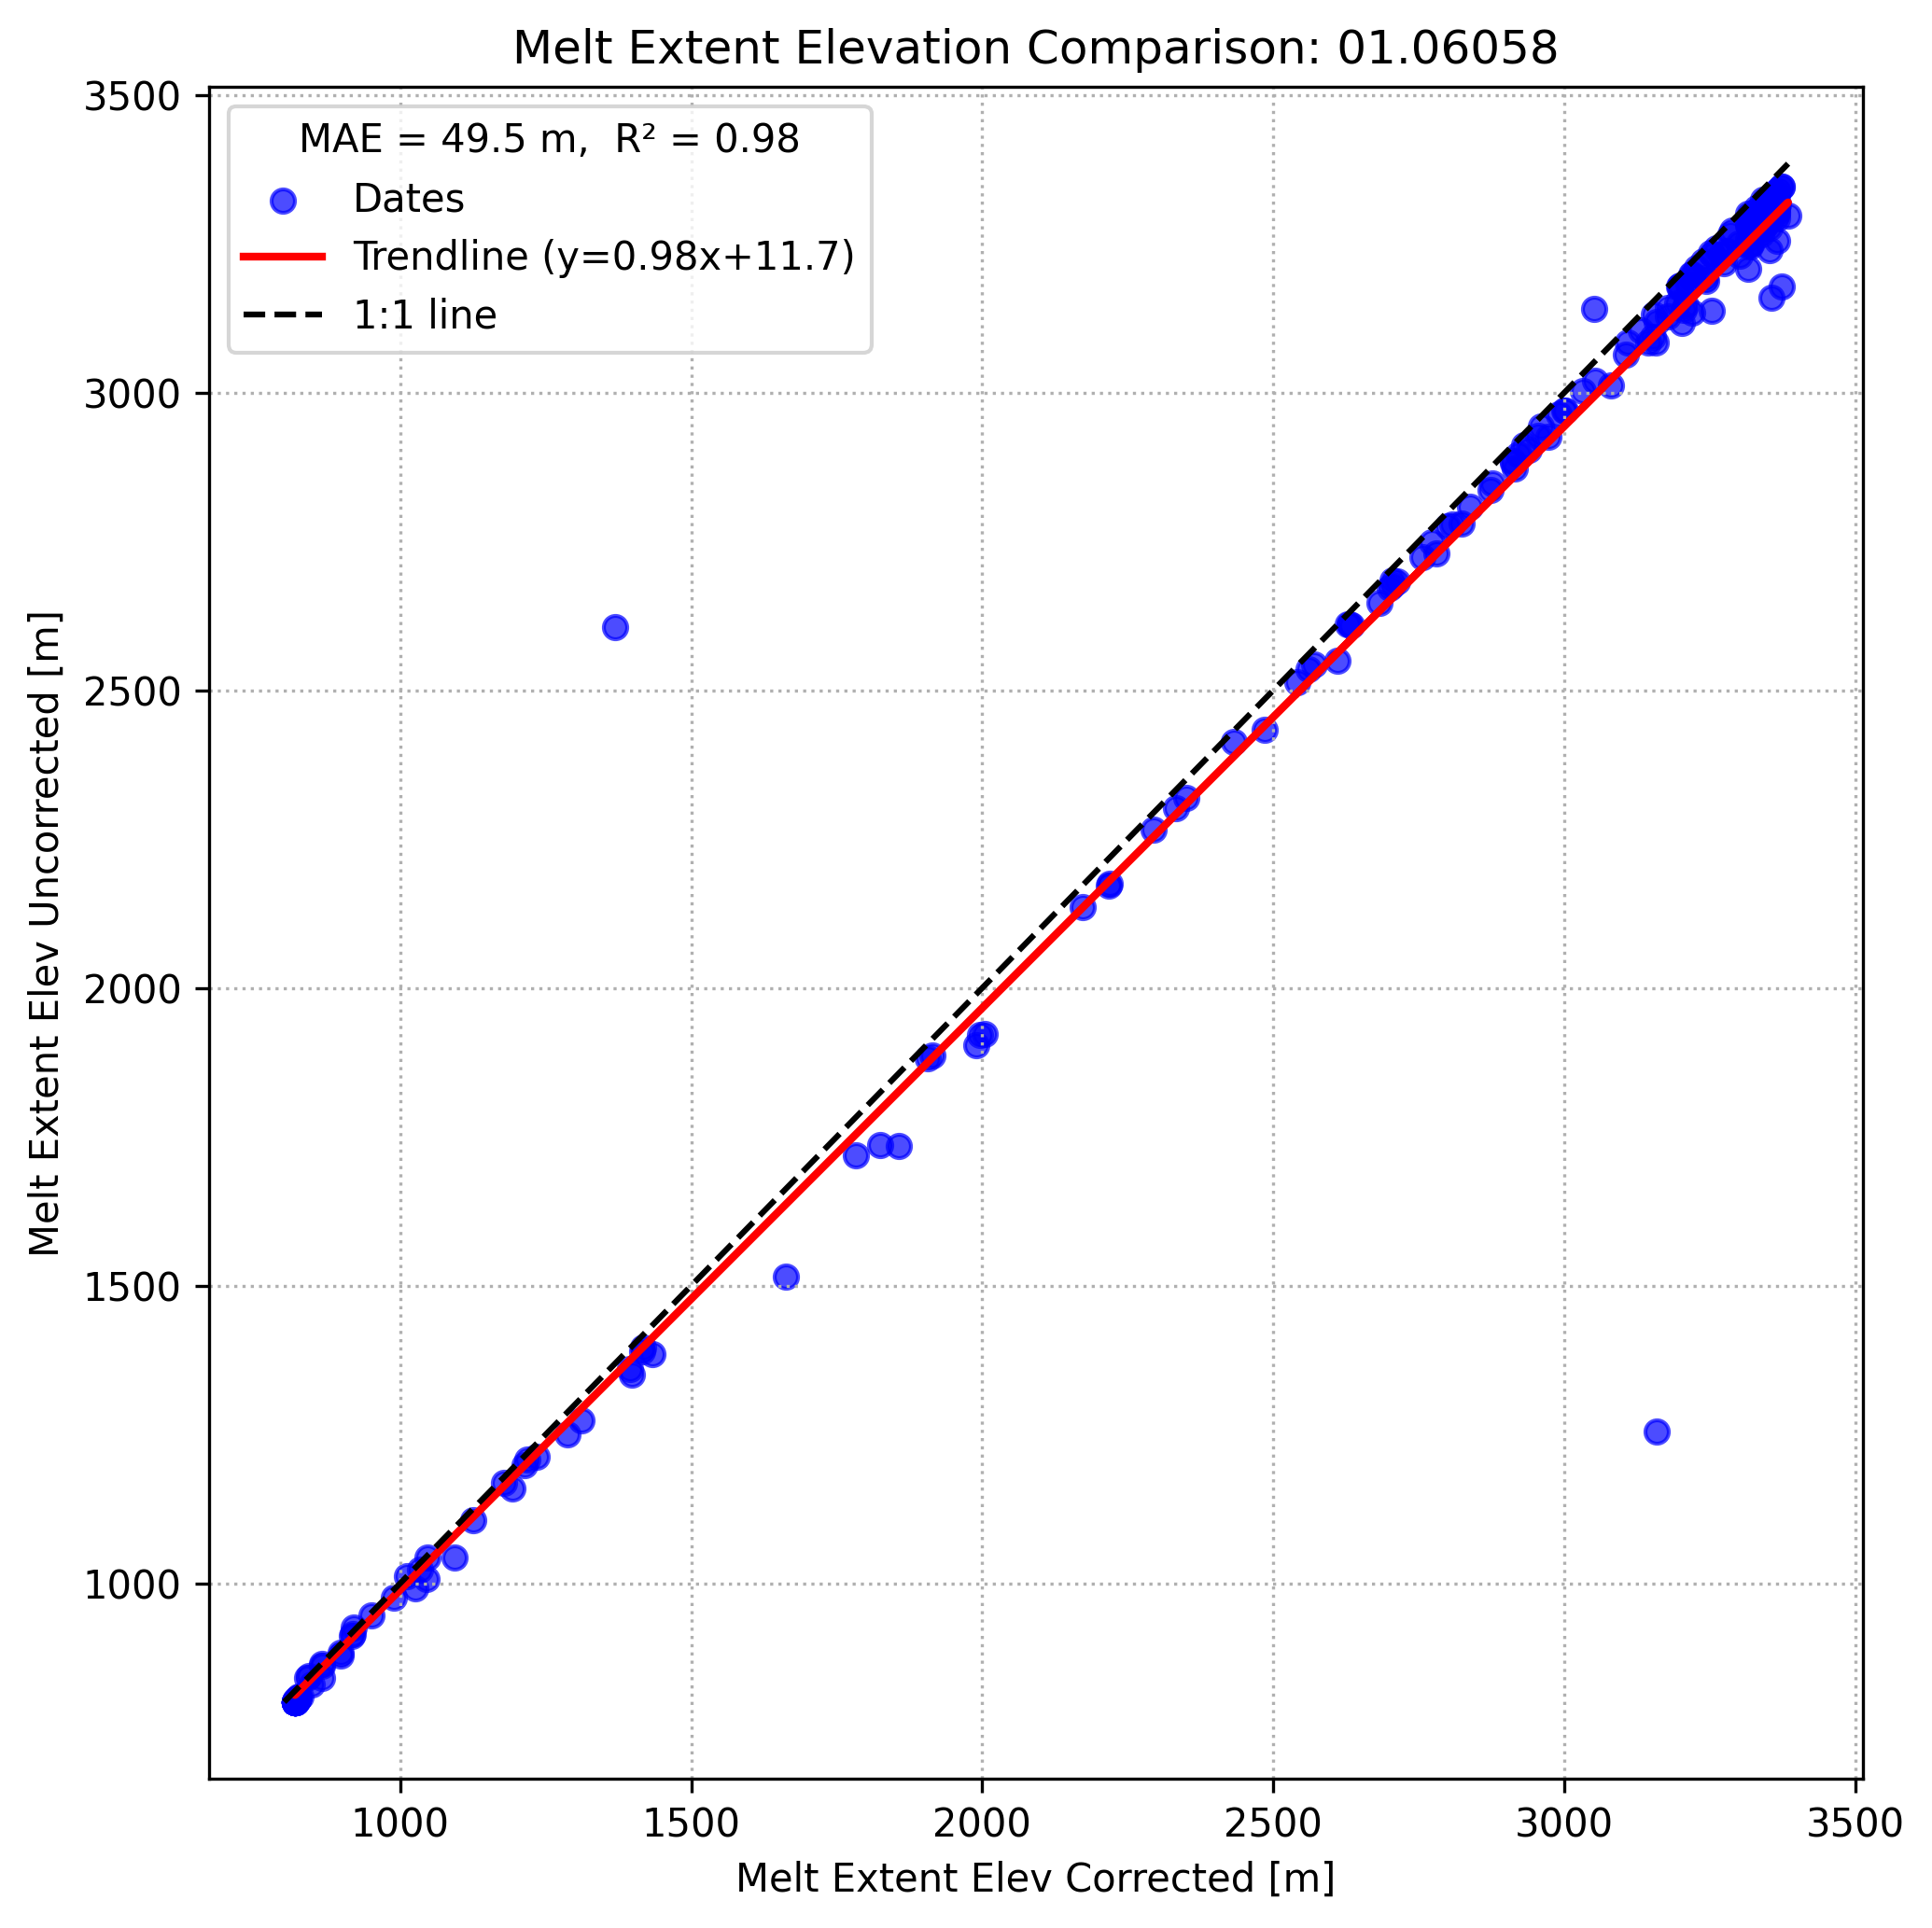 Melt Extent Elevation Comparison: 01.06058
3500
3000
2500
2000
1500
1000
Melt Extent Elev Uncorrected [m]
MAE = 49.5 m, R² = 0.98
Dates
Trendline (y=0.98x+11.7)
1:1 line
1000 1500 2000 2500 3000 3500
Melt Extent Elev Corrected [m]